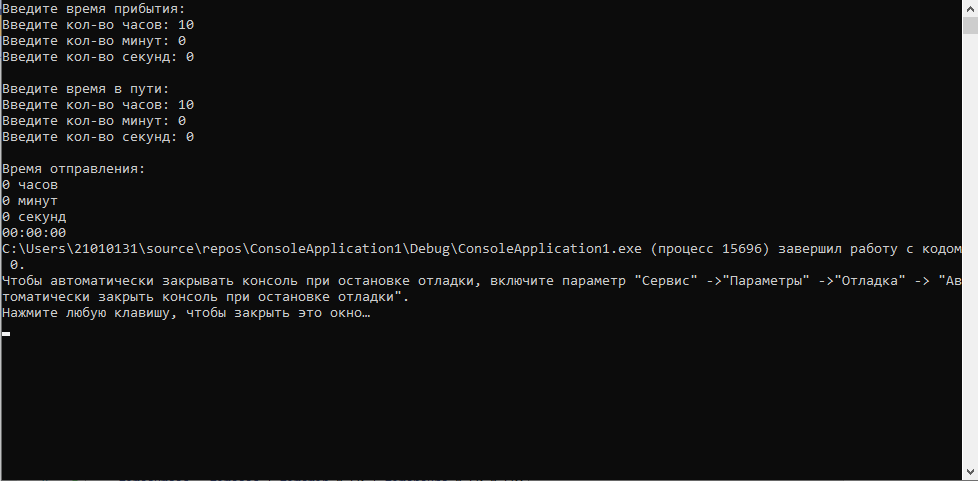 Введите время прибытия:
Введите кол-во часов: 10
Введите кол-во минут: 0
Введите кол-во секунд: 0
Введите время в пути:
Введите кол-во часов: 10
Введите кол-во минут: 0
Введите кол-во секунд: 0
Время отправления:
0 часов
0 минут
0 секунд
00:00:00
C:\Users\21010131\source\repos\ConsoleApplication1\Debug\ConsoleApplication1.exe (процесс 15696) завершил работу с кодом
 0.
Чтобы автоматически закрывать консоль при остановке отладки, включите параметр "Сервис" ->"Параметры" ->"Отладка" -> "Ав
томатически закрыть консоль при остановке отладки".
Нажмите любую клавишу, чтобы закрыть это окно…